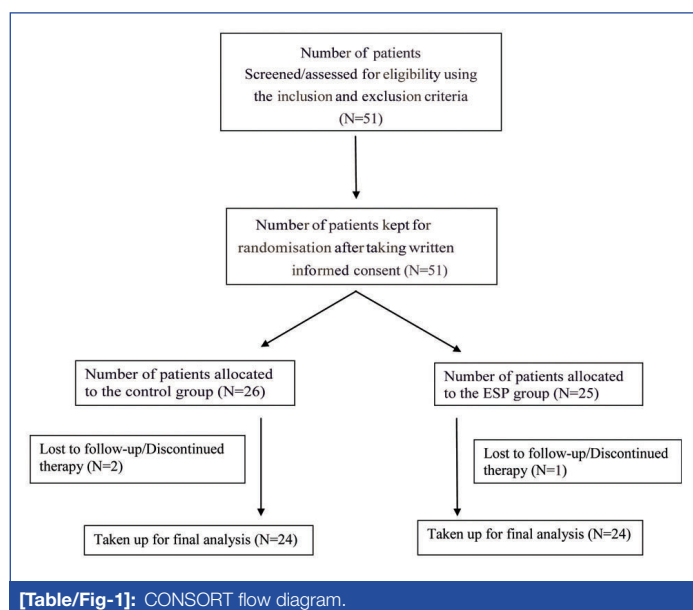 Number of patients
Screened/assessed for eligibility using
the inclusion and exclusion criteria
(N=51)
Number of patients kept for
randomisation after taking written
informed consent (N=51)
Number of patients allocated
to the control group (N=26)
Number of patients allocated
to the ESP group (N=25)
Lost to follow-up/Discontinued
therapy (N=2)
Lost to follow-up/Discontinued
therapy (N=1)
Taken up for final analysis (N=24)
Taken up for final analysis (N=24)
[Table/Fig-1]: CONSORT flow diagram.